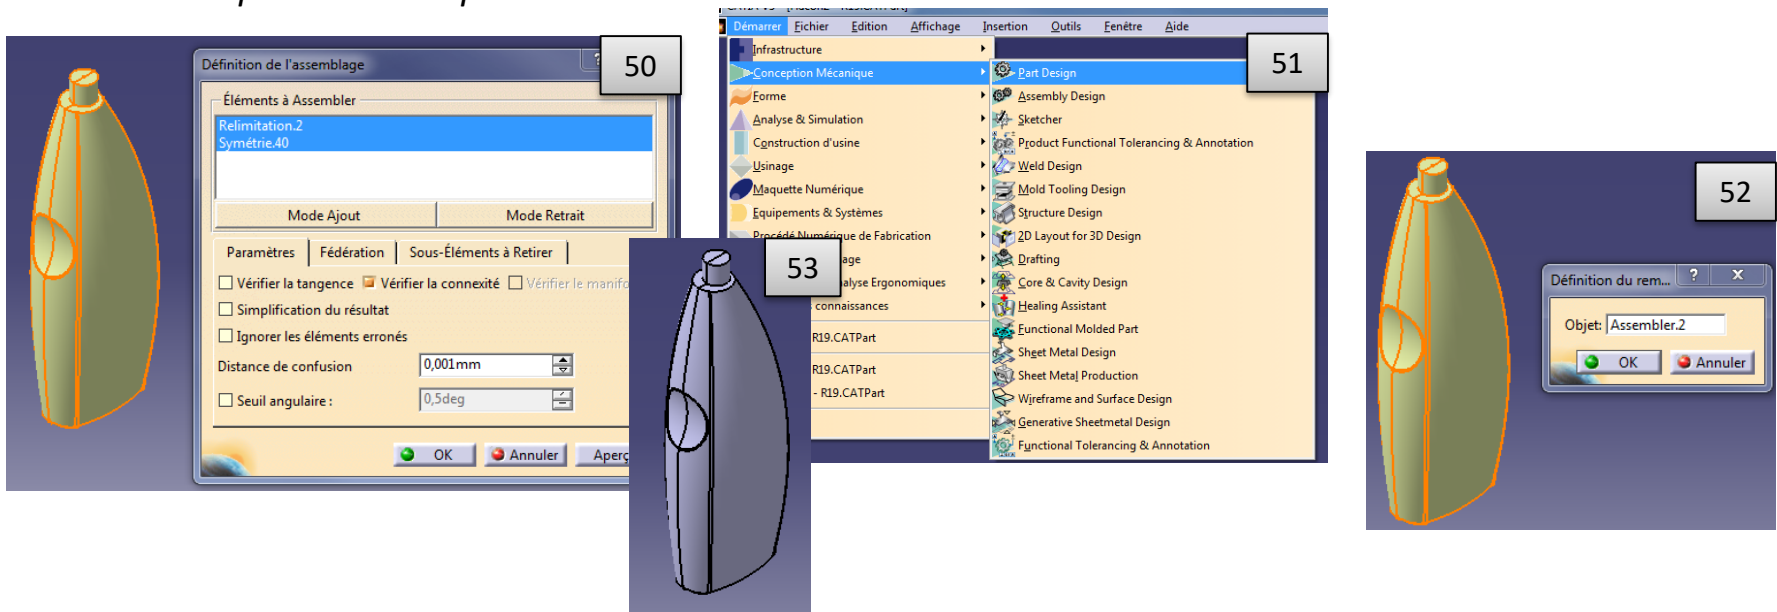 50
Définition de l'assemblage
Éléments à Assembler
Relimitation.2
Symétrie.40
Mode Ajout
Mode Retrait
Paramètres
Fédération
Sous-Éléments à Retirer
Vérifier la tangence
Vérifier la connexité
Vérifier le manifo
Simplification du résultat
Ignorer les éléments erronés
Distance de confusion
0,001mm
Seuil angulaire :
0,5deg
OK
Annuler
Aperç
51
Démarrer Fichier Edition Affichage Insertion Outils Fenêtre Aide
Infrastructure
Conception Mécanique
Forme
Analyse & Simulation
Construction d'usine
Usinage
Maquette Numérique
Equipements & Systèmes
Procédé Numérique de Fabrication
age
alyse Ergonomiques
connaissances
R19.CATPart
R19.CATPart
- R19.CATPart
Part Design
Assembly Design
Sketcher
Product Functional Tolerancing & Annotation
Weld Design
Mold Tooling Design
Structure Design
2D Layout for 3D Design
Drafting
Core & Cavity Design
Healing Assistant
Functional Molded Part
Sheet Metal Design
Sheet Metal Production
Wireframe and Surface Design
Generative Sheetmetal Design
Functional Tolerancing & Annotation
52
Définition du rem... ? X
Objet: Assembler.2
OK
Annuler
53